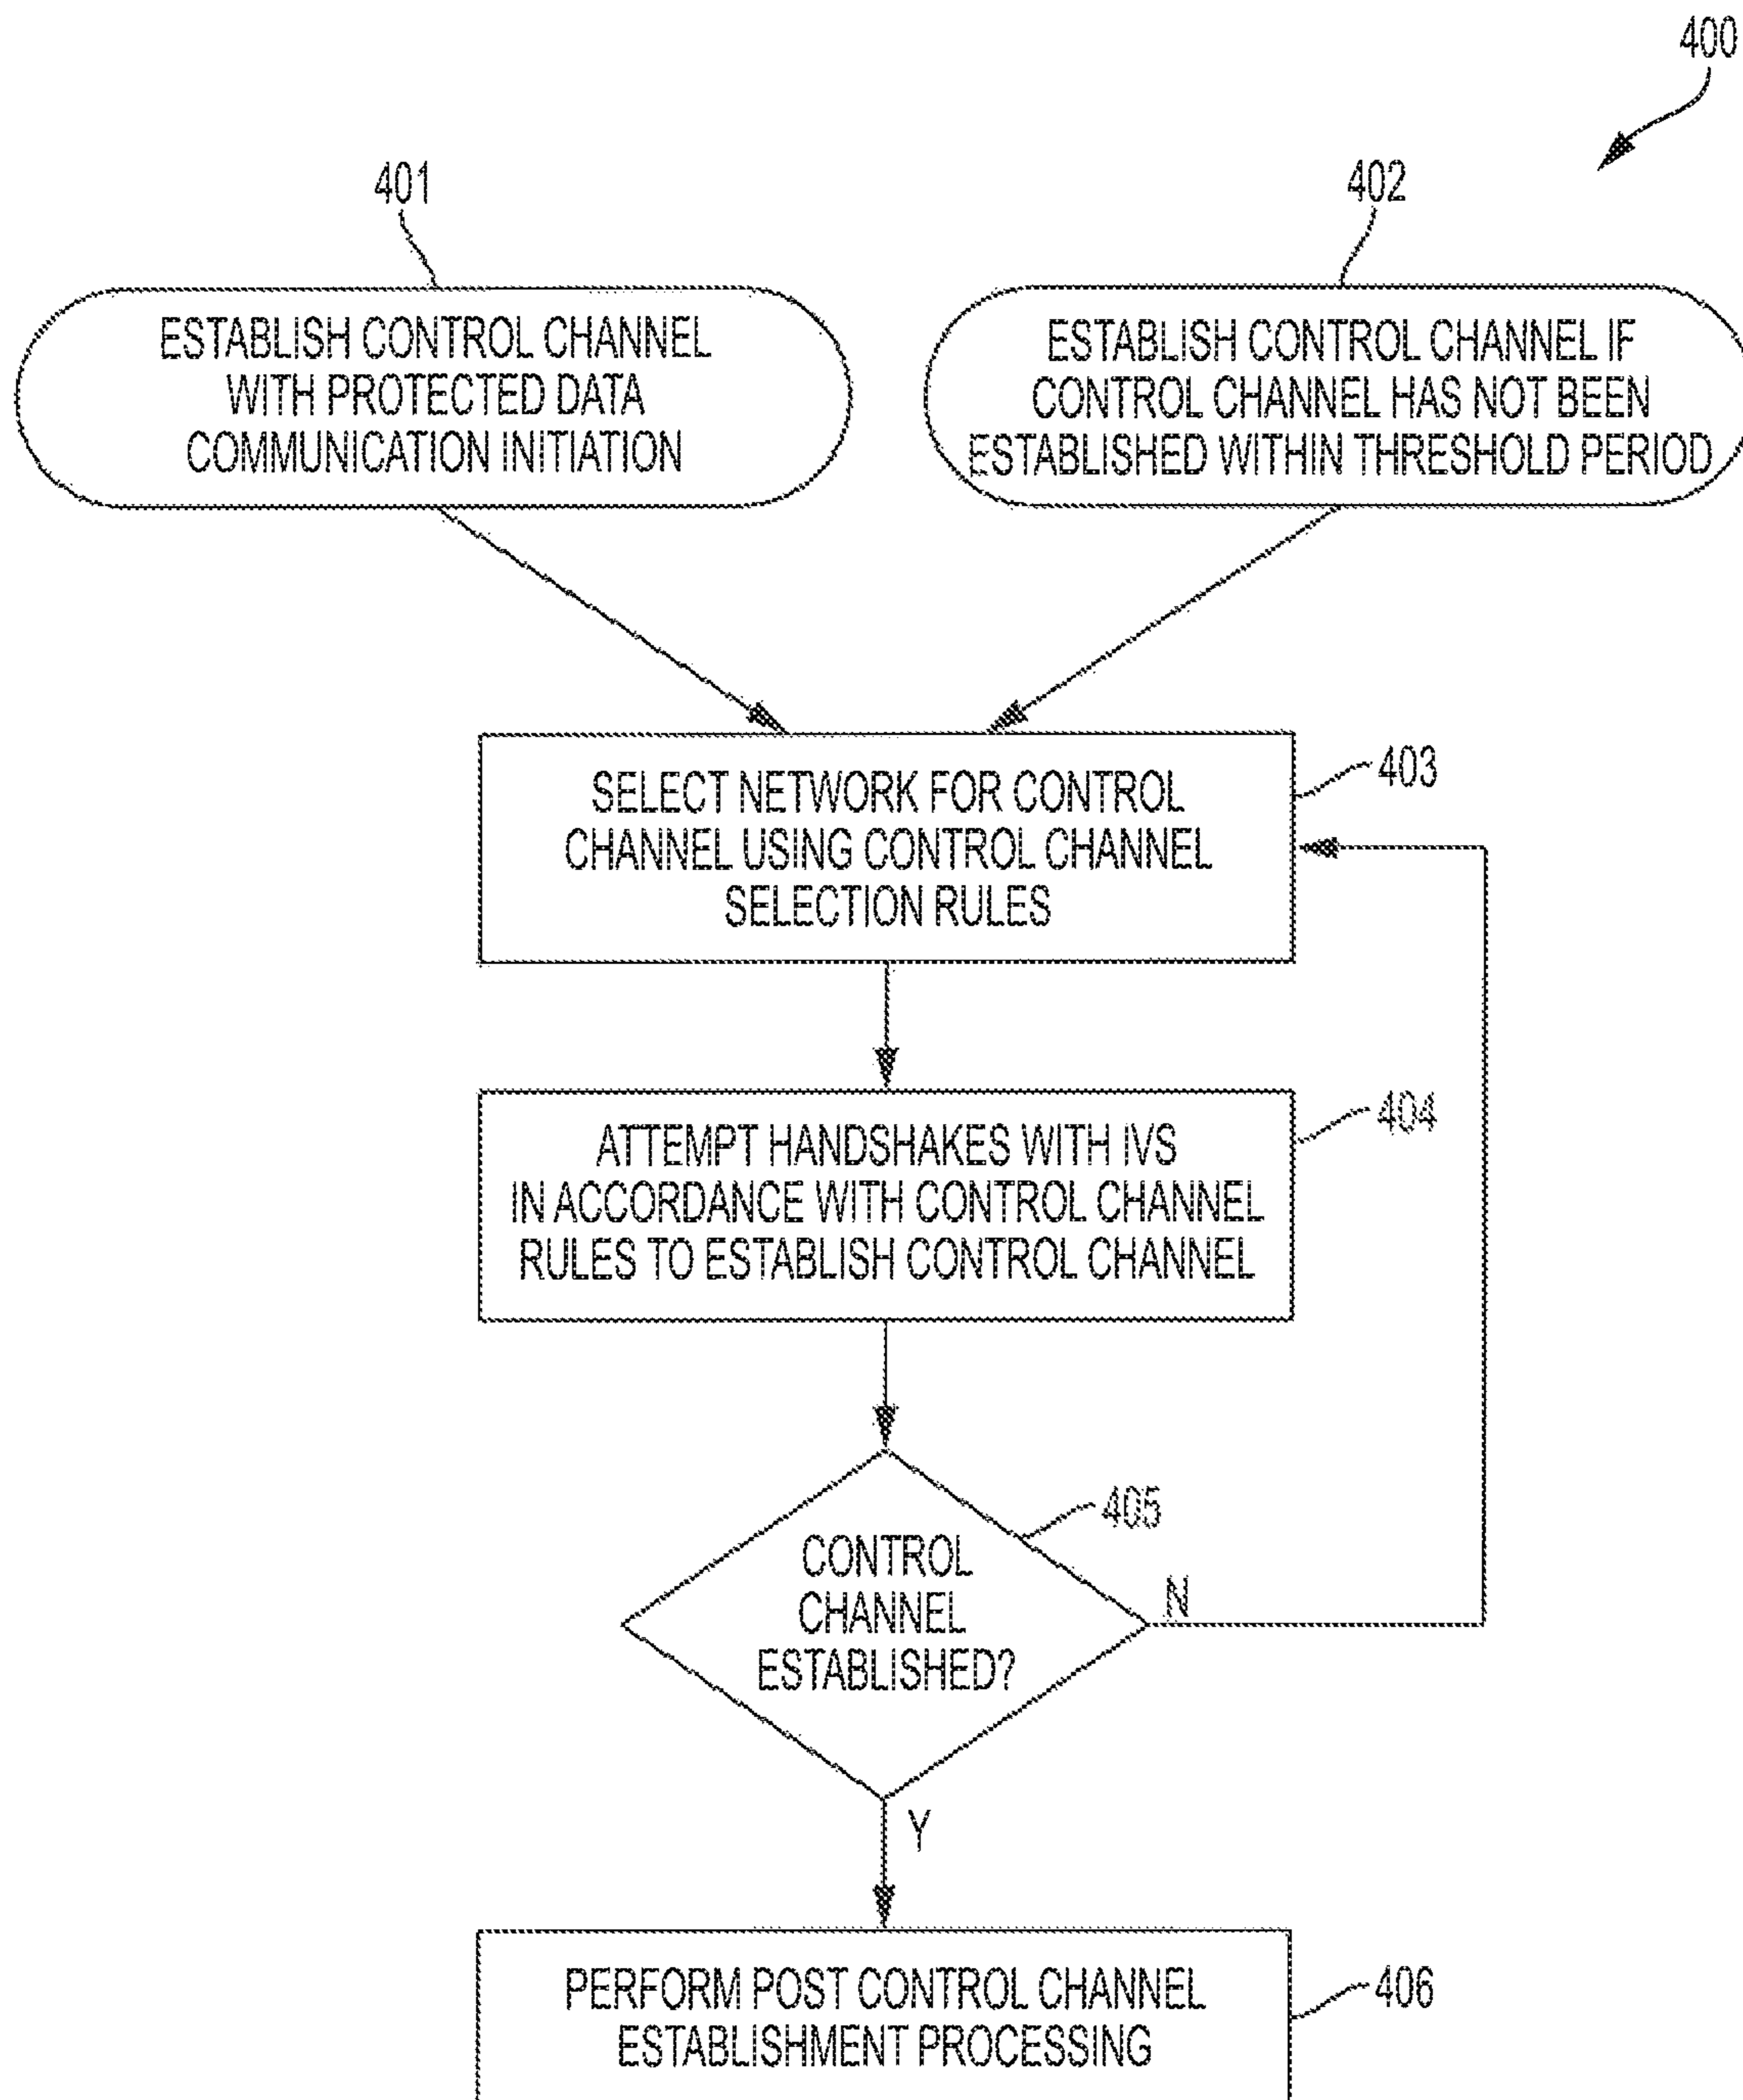 400
401
402
ESTABLISH CONTROL CHANNEL
WITH PROTECTED DATA
COMMUNICATION INITIATION
ESTABLISH CONTROL CHANNEL IF
CONTROL CHANNEL HAS NOT BEEN
ESTABLISHED WITHIN THRESHOLD PERIOD
SELECT NETWORK FOR CONTROL
CHANNEL USING CONTROL CHANNEL
SELECTION RULES
403
ATTEMPT HANDSHAKES WITH IVS
IN ACCORDANCE WITH CONTROL CHANNEL
RULES TO ESTABLISH CONTROL CHANNEL
404
405
CONTROL
CHANNEL
ESTABLISHED?
N
Y
PERFORM POST CONTROL CHANNEL
ESTABLISHMENT PROCESSING
406